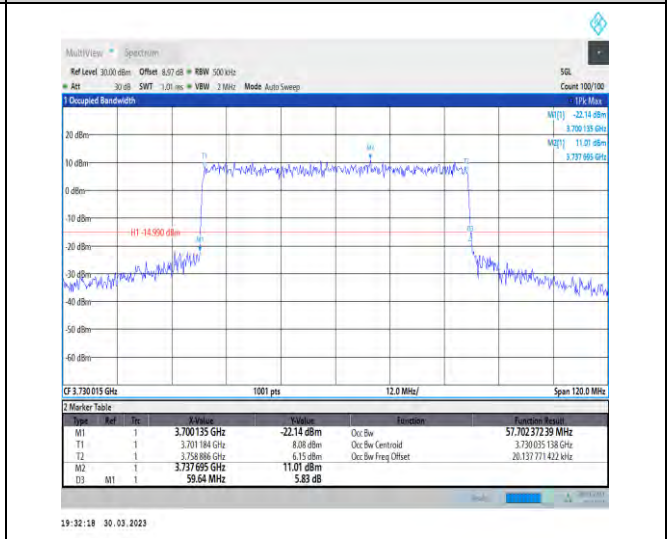 MultiView Spectrum
Ref Level 30.00 dBm Offset 8.97 dB RBW 500 kHz SGL
Att 30 dB SWT 1.01 ms VBW 2 MHz Mode Auto Sweep Count 100/100
1 Occupied Bandwidth 1Pk Max
M1[1] -22.14 dBm
3.700 135 GHz
20 dBm
M2[1] 11.01 dBm
3.737 695 GHz
M2
T1
10 dBm
0 dBm
-10 dBm
H1 -14.990 dBm
D3
M1
-20 dBm
-30 dBm
-40 dBm
-50 dBm
-60 dBm
CF 3.730 015 GHz 1001 pts 12.0 MHz/ Span 120.0 MHz
2 Marker Table
Type Ref Trc X-Value Y-Value Function Function Result
M1 1 3.700135 GHz -22.14 dBm Occ Bw 57.702 372 39 MHz
T1 1 3.701 184 GHz 8.08 dBm Occ Bw Centroid 3.730 035 138 GHz
T2 1 3.758 886 GHz 6.15 dBm Occ Bw Freq Offset 20.137 771 422 kHz
M2 1 3.737 695 GHz 11.01 dBm
D3 M1 1 59.64 MHz 5.83 dB
19:32:18 30.03.2023